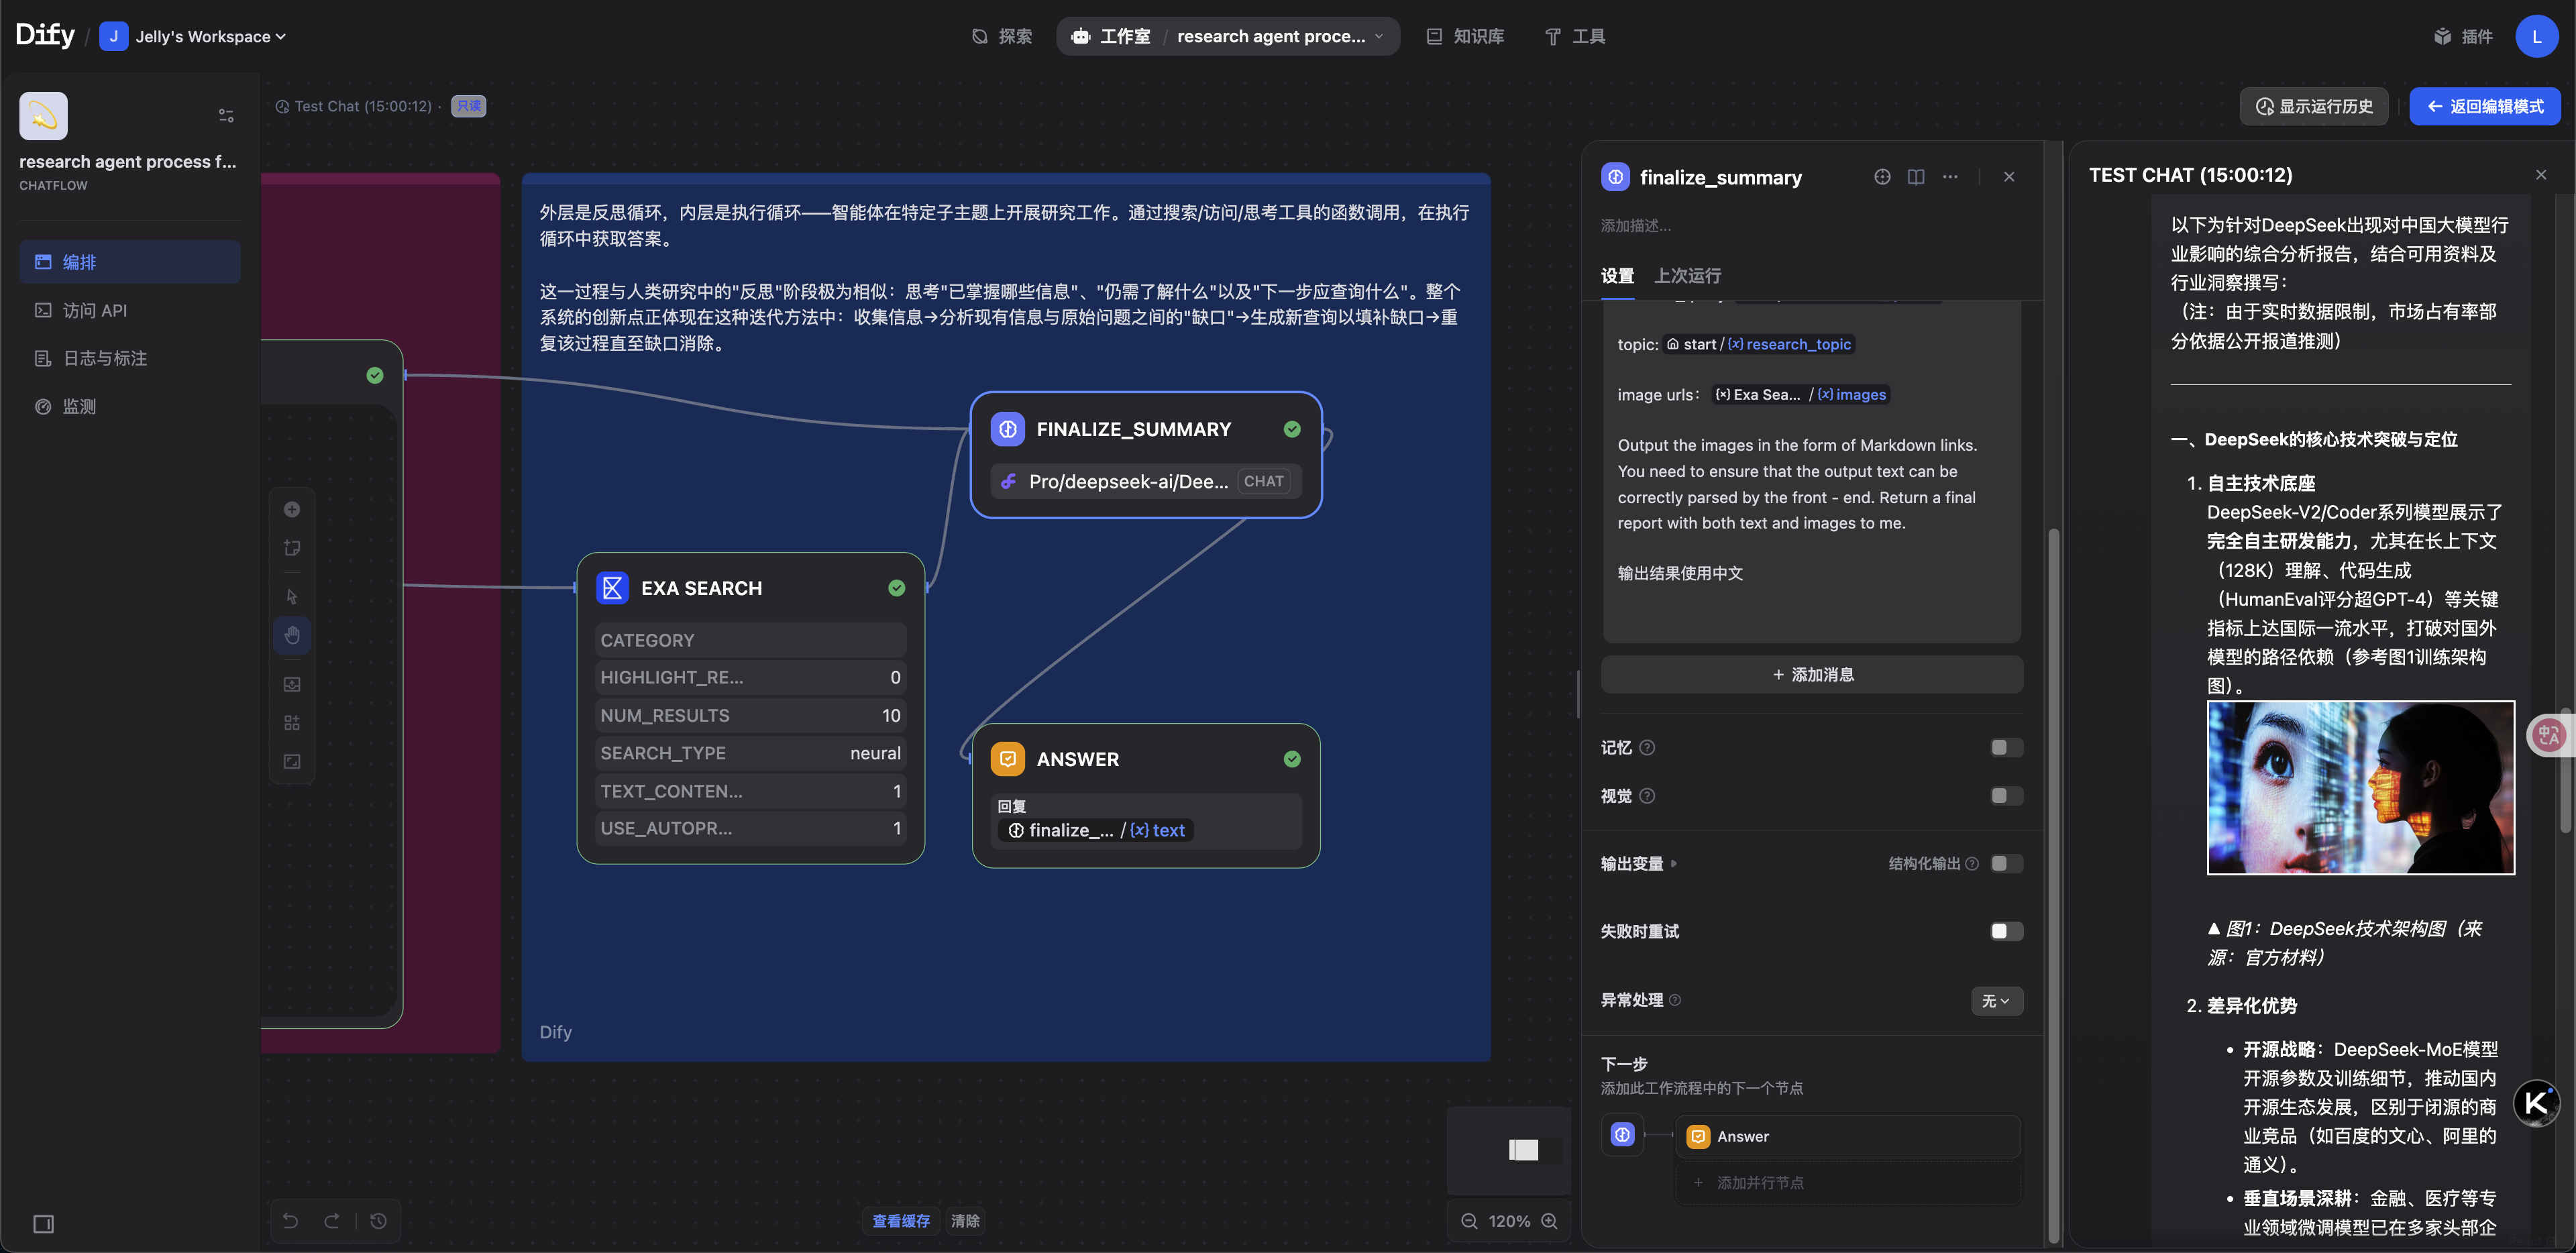 Dify / J Jelly's Workspace
探索
工作室 / research agent proce...
知识库
工具
插件
L
research agent process f...
CHATFLOW
编排
访问 API
日志与标注
监测
Test Chat (15:00:12) · 只读
显示运行历史
返回编辑模式
外层是反思循环，内层是执行循环——智能体在特定子主题上开展研究工作。通过搜索/访问/思考工具的函数调用，在执行
循环中获取答案。
这一过程与人类研究中的"反思"阶段极为相似：思考"已掌握哪些信息"、"仍需了解什么"以及"下一步应查询什么"。整个
系统的创新点正体现在这种迭代方法中：收集信息→分析现有信息与原始问题之间的"缺口"→生成新查询以填补缺口→重
复该过程直至缺口消除。
FINALIZE_SUMMARY
Pro/deepseek-ai/Dee... CHAT
EXA SEARCH
CATEGORY
HIGHLIGHT_RE... 0
NUM_RESULTS 10
SEARCH_TYPE neural
TEXT_CONTEN... 1
USE_AUTOPR... 1
ANSWER
回复
finalize_... / {x} text
Dify
查看缓存 清除
120%
finalize_summary
添加描述...
设置 上次运行
topic: start / {x} research_topic
image urls： {x} Exa Sea... / {x} images
Output the images in the form of Markdown links.
You need to ensure that the output text can be
correctly parsed by the front - end. Return a final
report with both text and images to me.
输出结果使用中文
+ 添加消息
记忆
视觉
输出变量 结构化输出
失败时重试
异常处理 无
下一步
添加此工作流程中的下一个节点
Answer
+ 添加并行节点
TEST CHAT (15:00:12)
以下为针对DeepSeek出现对中国大模型行
业影响的综合分析报告，结合可用资料及
行业洞察撰写：
（注：由于实时数据限制，市场占有率部
分依据公开报道推测）
一、DeepSeek的核心技术突破与定位
1. 自主技术底座
DeepSeek-V2/Coder系列模型展示了
完全自主研发能力，尤其在长上下文
（128K）理解、代码生成
（HumanEval评分超GPT-4）等关键
指标上达国际一流水平，打破对国外
模型的路径依赖（参考图1训练架构
图）。
▲ 图1：DeepSeek技术架构图（来
源：官方材料）
2. 差异化优势
• 开源战略：DeepSeek-MoE模型
开源参数及训练细节，推动国内
开源生态发展，区别于闭源的商
业竞品（如百度的文心、阿里的
通义）。
• 垂直场景深耕：金融、医疗等专
业领域微调模型已在多家头部企
中A
K